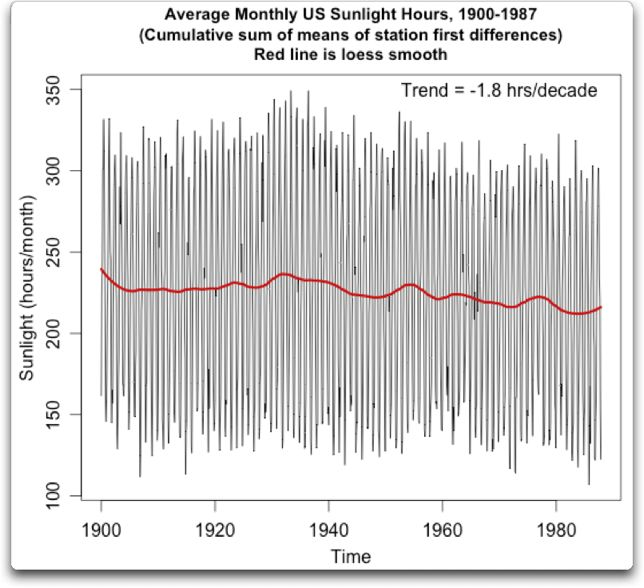 Average Monthly US Sunlight Hours, 1900-1987
(Cumulative sum of means of station first differences)
Red line is loess smooth
Trend = -1.8 hrs/decade
350
300
250
200
150
100
Sunlight (hours/month)
1900 1920 1940 1960 1980
Time